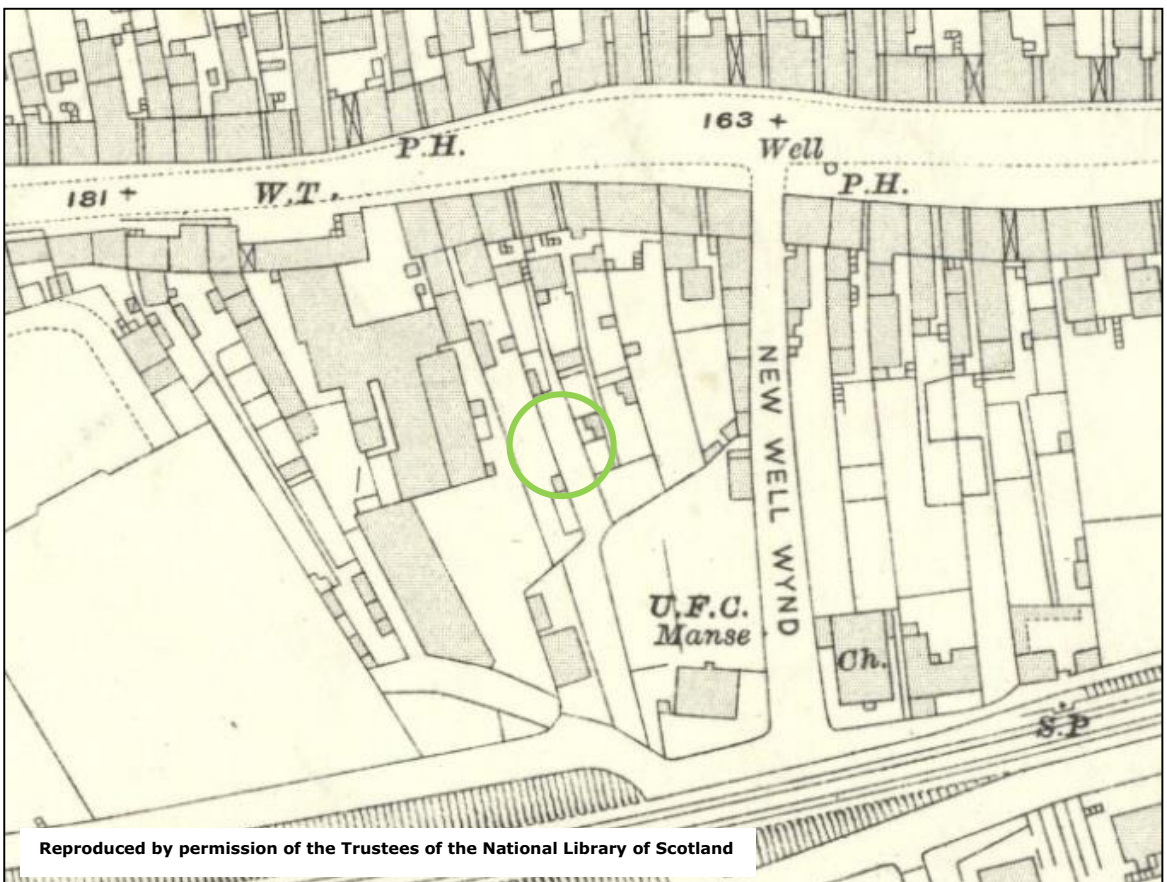 163 +
Well
P.H.
P.H.
181 +
W.T.
NEW WELL WYND
U.F.C.
Manse
Ch.
S.P
Reproduced by permission of the Trustees of the National Library of Scotland